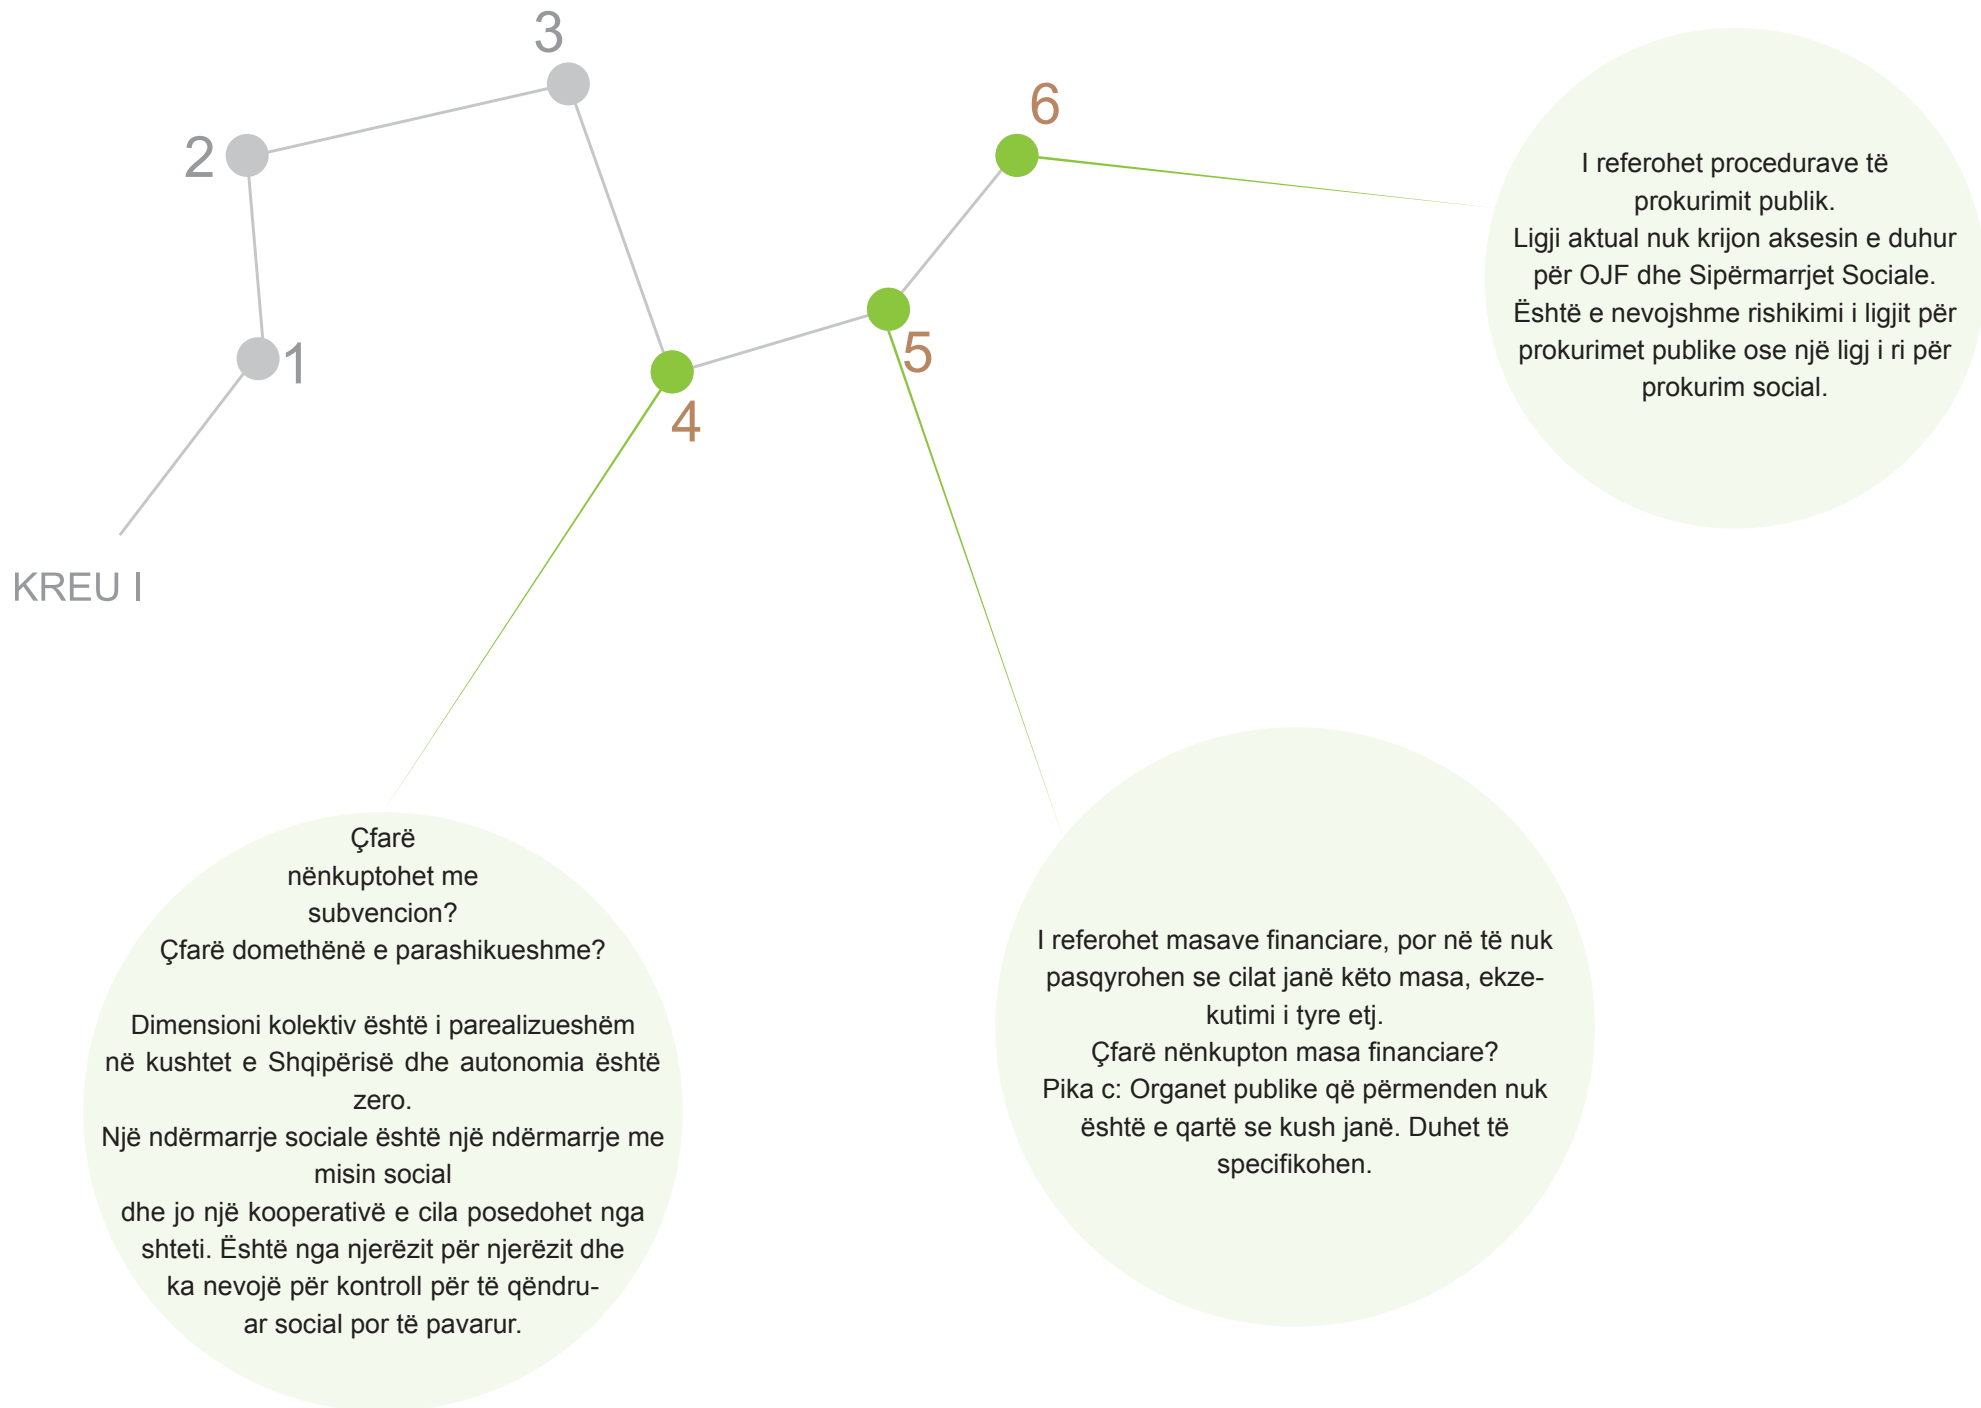 3
6
2
1
5
4
KREU I
I referohet procedurave të
prokurimit publik.
Ligji aktual nuk krijon aksesin e duhur
për OJF dhe Sipërmarrjet Sociale.
Është e nevojshme rishikimi i ligjit për
prokurimet publike ose një ligj i ri për
prokurim social.
Çfarë
nënkuptohet me
subvencion?
Çfarë domethënë e parashikueshme?
Dimensioni kolektiv është i parealizueshëm
në kushtet e Shqipërisë dhe autonomia është
zero.
Një ndërmarrje sociale është një ndërmarrje me
misin social
dhe jo një kooperativë e cila posedohet nga
shteti. Është nga njerëzit për njerëzit dhe
ka nevojë për kontroll për të qëndru-
ar social por të pavarur.
I referohet masave financiare, por në të nuk
pasqyrohen se cilat janë këto masa, ekze-
kutimi i tyre etj.
Çfarë nënkupton masa financiare?
Pika c: Organet publike që përmenden nuk
është e qartë se kush janë. Duhet të
specifikohen.